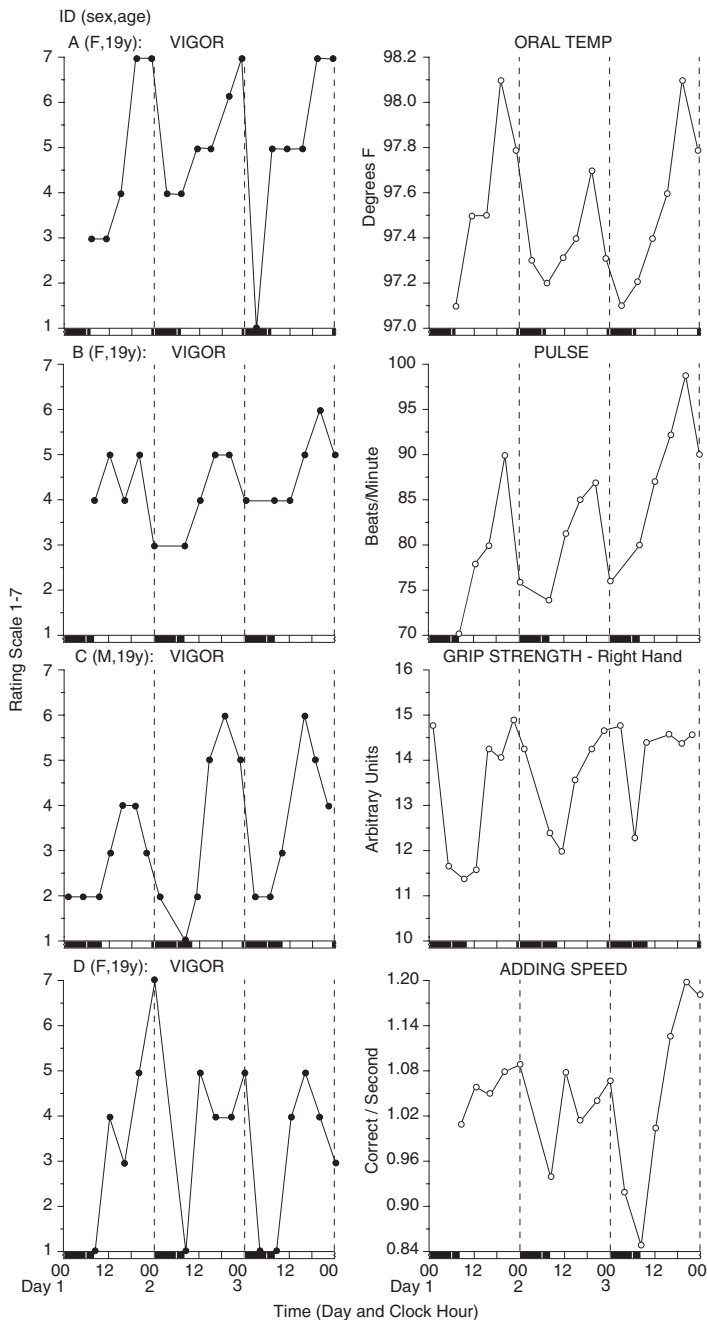 ID (sex,age)
A (F,19y): VIGOR
ORAL TEMP
7
6
5
4
3
2
1
Degrees F
98.2
98.0
97.8
97.6
97.4
97.2
97.0
B (F,19y): VIGOR
PULSE
7
6
5
4
3
2
1
Beats/Minute
100
95
90
85
80
75
70
Rating Scale 1-7
C (M,19y): VIGOR
GRIP STRENGTH - Right Hand
7
6
5
4
3
2
1
Arbitrary Units
16
15
14
13
12
11
10
D (F,19y): VIGOR
ADDING SPEED
7
6
5
4
3
2
1
Correct / Second
1.20
1.14
1.08
1.02
0.96
0.90
0.84
00 12 00 12 00 12 00
Day 1 2 3
00 12 00 12 00 12 00
Day 1 2 3
Time (Day and Clock Hour)